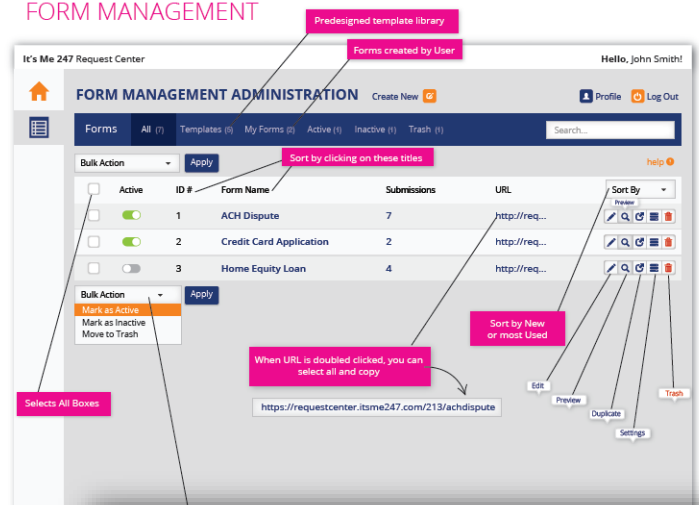 FORM MANAGEMENT
Predesigned template library
Forms created by User
It's Me 247 Request Center
Hello, John Smith!
FORM MANAGEMENT ADMINISTRATION
Create New
Profile
Log Out
Forms All (7) Templates (5) My Forms (2) Active (1) Inactive (1) Trash (1) Search...
Bulk Action
Apply
Sort by clicking on these titles
help
Active ID # Form Name Submissions URL Sort By
Preview
1 ACH Dispute 7 http://req...
2 Credit Card Application 2 http://req...
3 Home Equity Loan 4 http://req...
Bulk Action
Apply
Mark as Active
Mark as Inactive
Move to Trash
Sort by New
or most Used
When URL is doubled clicked, you can
select all and copy
Selects All Boxes
https://requestcenter.itsme247.com/213/achdispute
Edit
Preview
Duplicate
Settings
Trash